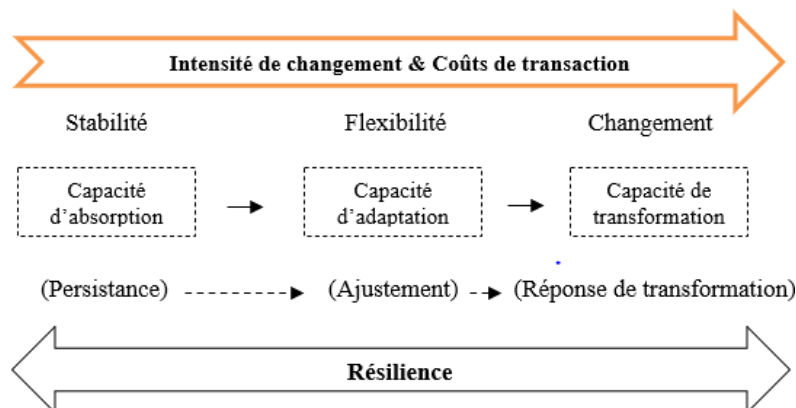 Intensité de changement & Coûts de transaction
Stabilité Flexibilité Changement
Capacité d'absorption
Capacité d'adaptation
Capacité de transformation
(Persistance) (Ajustement) (Réponse de transformation)
Résilience